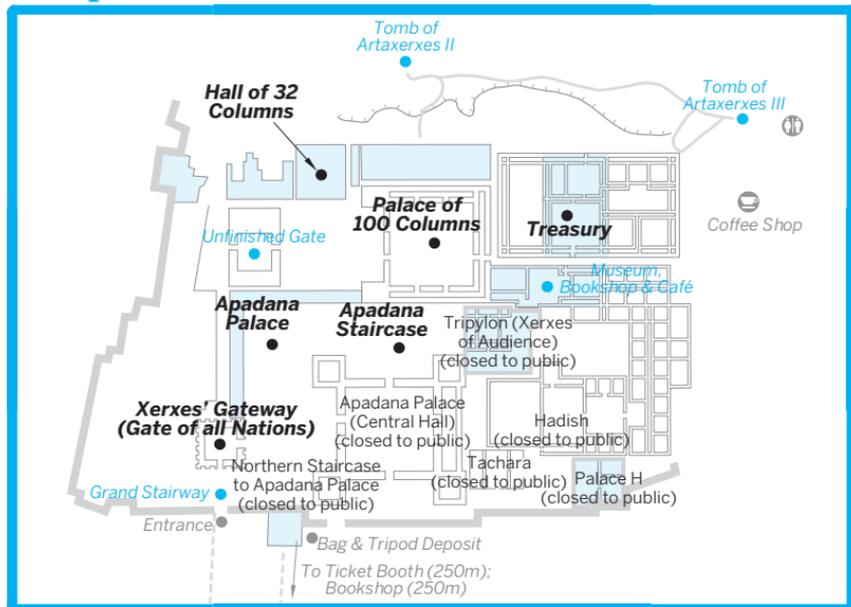 Tomb of
Artaxerxes II
Tomb of
Artaxerxes III
Hall of 32
Columns
Palace of
100 Columns
Treasury
Coffee Shop
Unfinished Gate
Museum,
Bookshop & Café
Apadana
Palace
Apadana
Staircase
Tripylon (Xerxes
of Audience)
(closed to public)
Xerxes' Gateway
(Gate of all Nations)
Apadana Palace
(Central Hall)
(closed to public)
Hadish
(closed to public)
Northern Staircase
to Apadana Palace
(closed to public)
Tachara
(closed to public)
Palace H
(closed to public)
Grand Stairway
Entrance
Bag & Tripod Deposit
To Ticket Booth (250m);
Bookshop (250m)